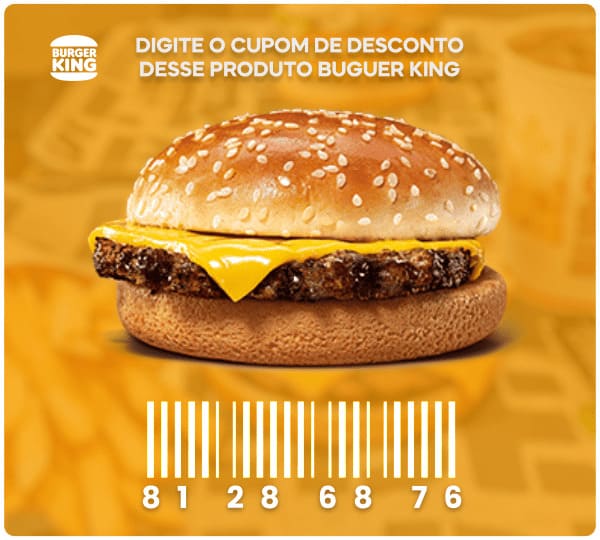 BURGER
KING
DIGITE O CUPOM DE DESCONTO
DESSE PRODUTO BUGUER KING
81 28 68 76